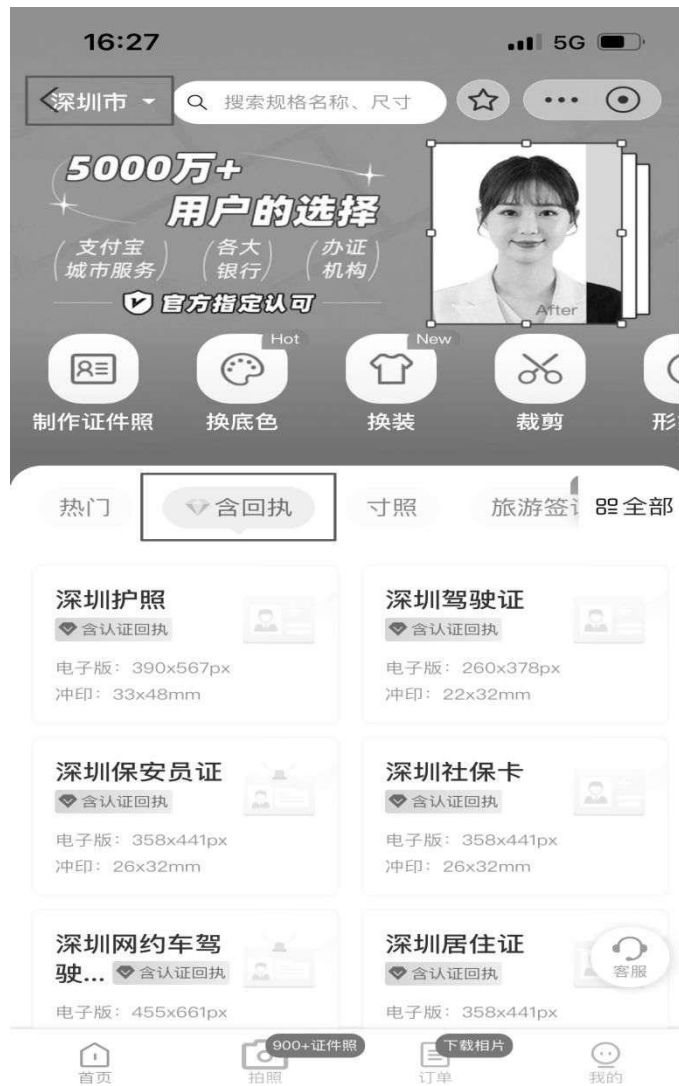 16:27
5G
深圳市
搜索规格名称、尺寸
5000万+
用户的选择
支付宝 各大 办证
城市服务 银行 机构
官方指定认可
After
Hot
New
制作证件照 换底色 换装 裁剪
热门 含回执 寸照 旅游签 全部
深圳护照
含认证回执
电子版：390x567px
冲印：33x48mm
深圳驾驶证
含认证回执
电子版：260x378px
冲印：22x32mm
深圳保安员证
含认证回执
电子版：358x441px
冲印：26x32mm
深圳社保卡
含认证回执
电子版：358x441px
冲印：26x32mm
深圳网约车驾
驶... 含认证回执
电子版：455x661px
深圳居住证
含认证回执
电子版：358x441px
客服
900+证件照
下载相片
首页 拍照 订单 我的